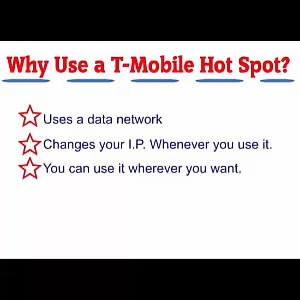 Why Use a T-Mobile Hot Spot?
Uses a data network
Changes your I.P. Whenever you use it.
You can use it wherever you want.